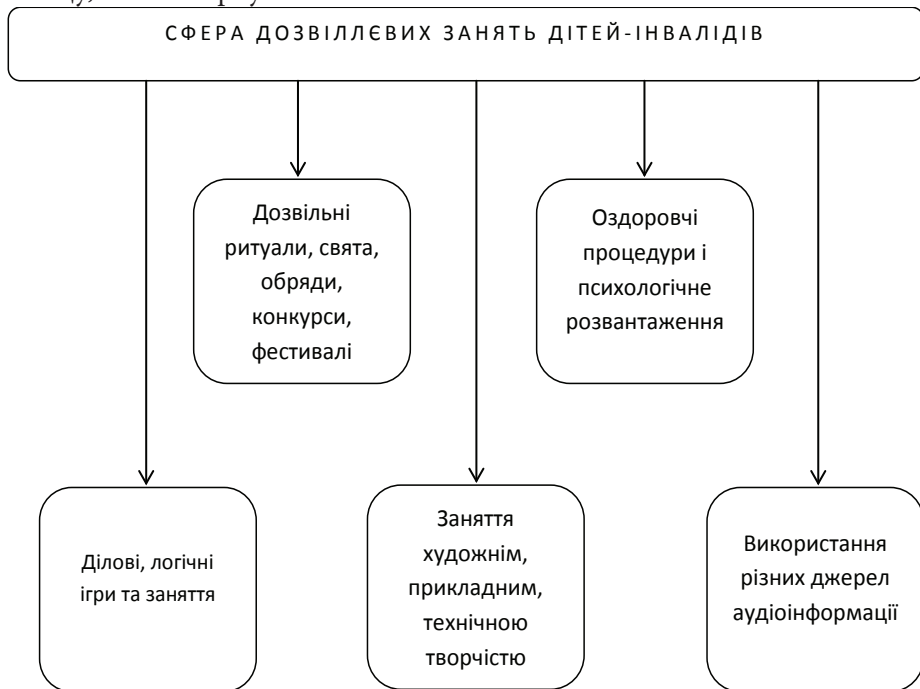 СФЕРА ДОЗВІЛЛЄВИХ ЗАНЯТЬ ДІТЕЙ-ІНВАЛІДІВ
Дозвільні
ритуали, свята,
обряди,
конкурси,
фестивалі
Оздоровчі
процедури і
психологічне
розвантаження
Ділові, логічні
ігри та заняття
Заняття
художнім,
прикладним,
технічною
творчістю
Використання
різних джерел
аудіоінформації